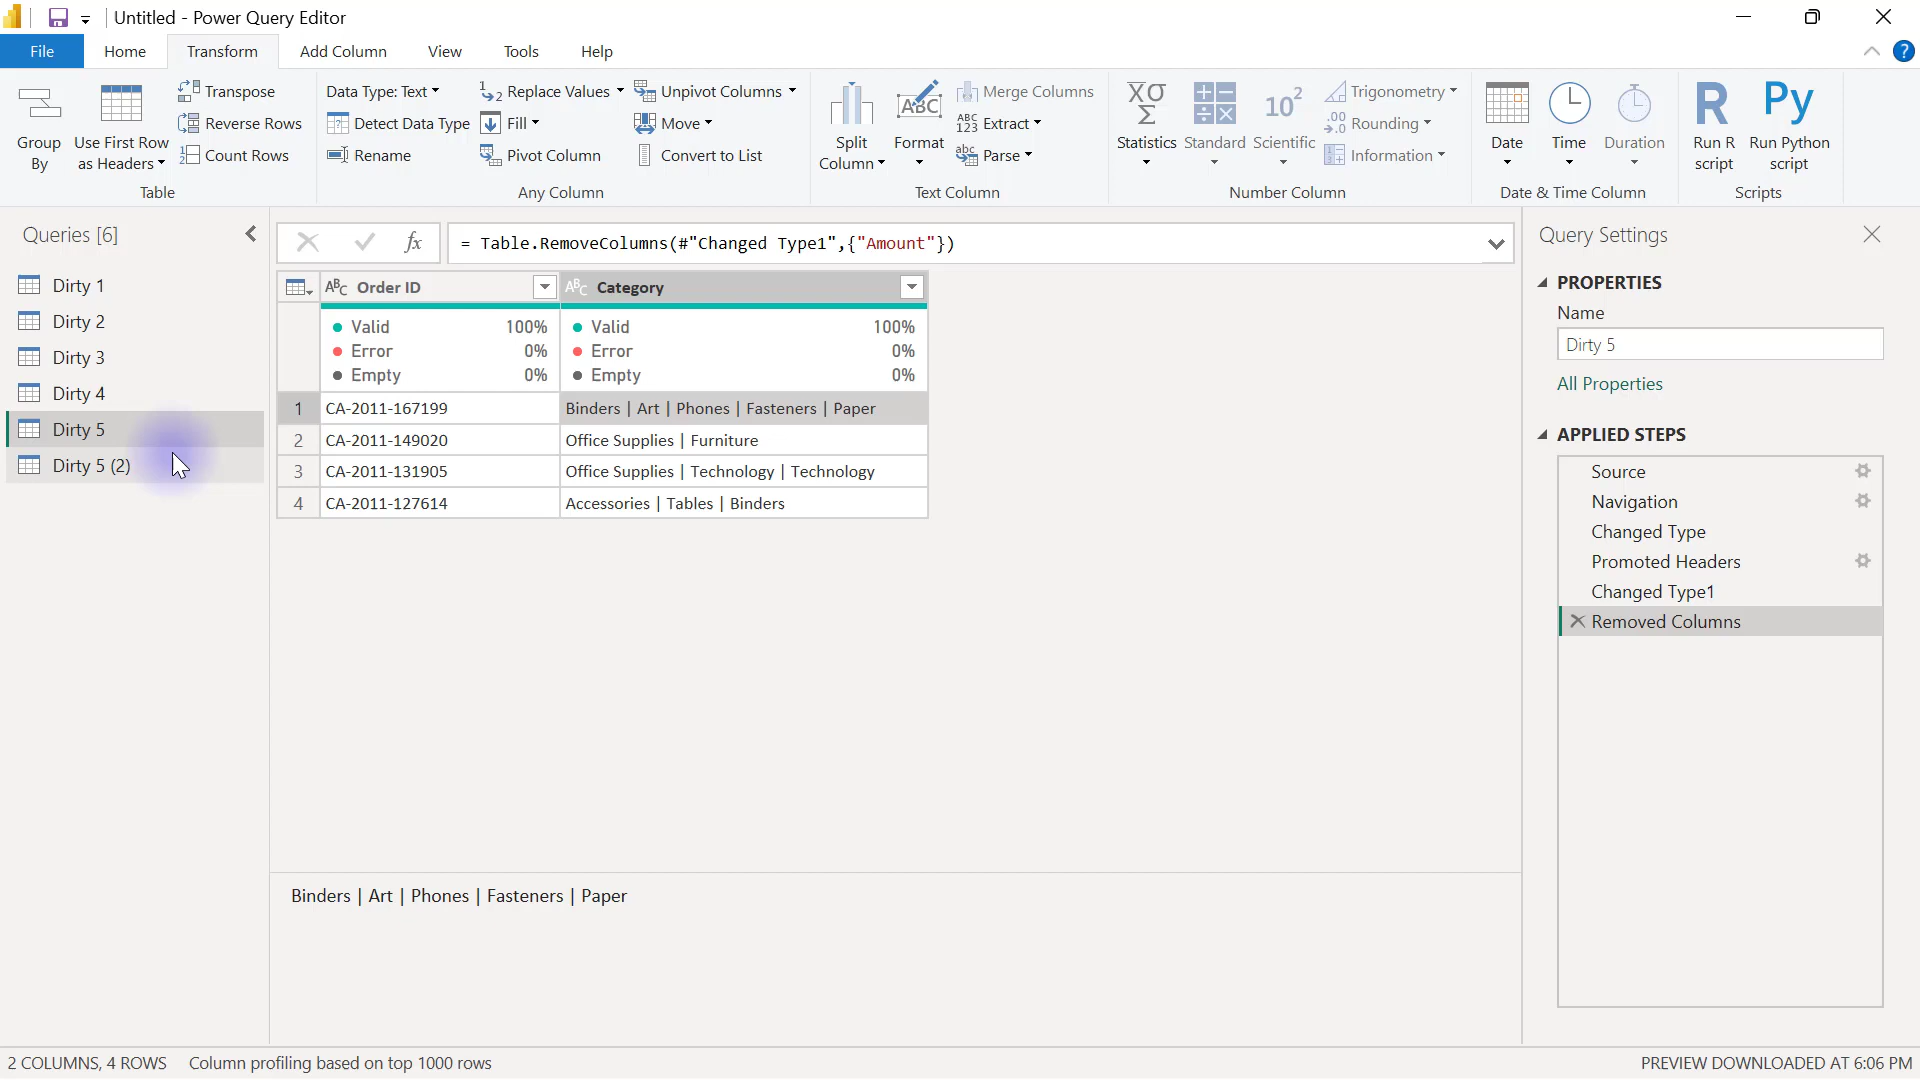 Untitled - Power Query Editor
File Home Transform Add Column View Tools Help
Group By
Use First Row as Headers
Transpose
Reverse Rows
Count Rows
Table
Data Type: Text
Detect Data Type
Rename
Replace Values
Fill
Pivot Column
Unpivot Columns
Move
Convert to List
Any Column
Split Column
Format
Merge Columns
Extract
Parse
Text Column
Statistics
Standard
Scientific
Trigonometry
Rounding
Information
Number Column
Date
Time
Duration
Date & Time Column
Run R script
Run Python script
Scripts
Queries [6]
Dirty 1
Dirty 2
Dirty 3
Dirty 4
Dirty 5
Dirty 5 (2)
fx = Table.RemoveColumns(#"Changed Type1",{"Amount"})
Order ID Category
Valid 100% Valid 100%
Error 0% Error 0%
Empty 0% Empty 0%
1 CA-2011-167199 Binders | Art | Phones | Fasteners | Paper
2 CA-2011-149020 Office Supplies | Furniture
3 CA-2011-131905 Office Supplies | Technology | Technology
4 CA-2011-127614 Accessories | Tables | Binders
Binders | Art | Phones | Fasteners | Paper
Query Settings
PROPERTIES
Name
Dirty 5
All Properties
APPLIED STEPS
Source
Navigation
Changed Type
Promoted Headers
Changed Type1
Removed Columns
2 COLUMNS, 4 ROWS Column profiling based on top 1000 rows
PREVIEW DOWNLOADED AT 6:06 PM